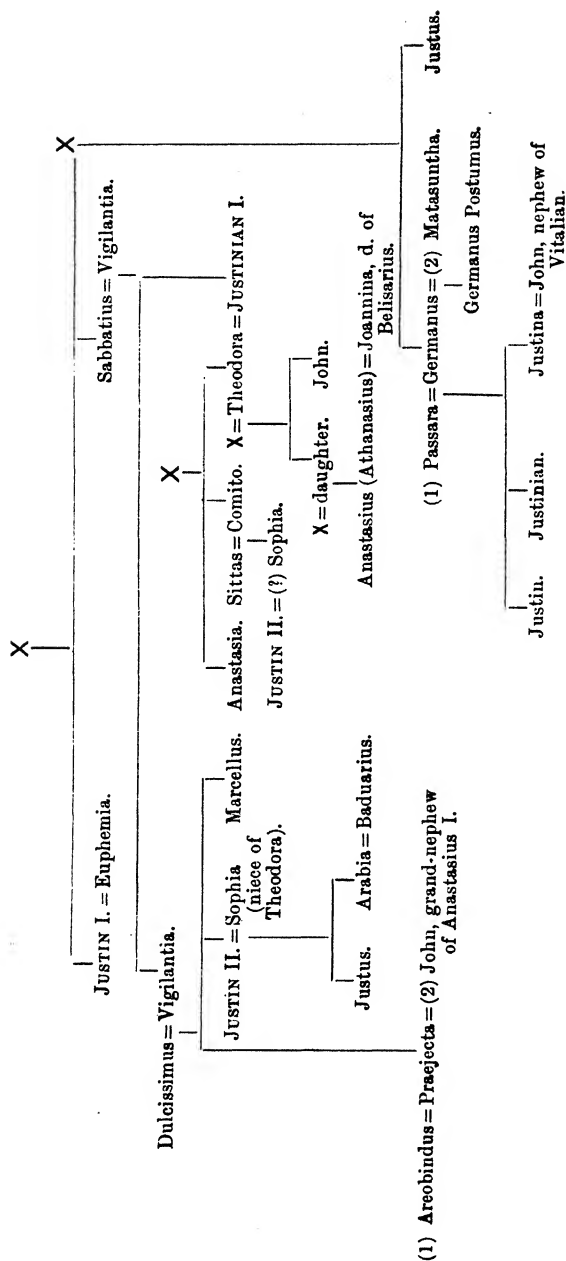 X
JUSTIN I. = Euphemia.
Sabbatius = Vigilantia.
X
Dulcissimus = Vigilantia.
X
JUSTIN II. = Sophia
(niece of
Theodora).
Marcellus.
Anastasia. Sittas = Comito. X = Theodora = JUSTINIAN I.
JUSTIN II. = (?) Sophia.
X = daughter. John.
Justus. Arabia = Baduarius.
Anastasius (Athanasius) = Joannina, d. of
Belisarius.
(1) Areobindus = Praejecta = (2) John, grand-nephew
of Anastasius I.
(1) Passara = Germanus = (2) Matasuntha.
Justus.
Germanus Postumus.
Justin. Justinian. Justina = John, nephew of
Vitalian.